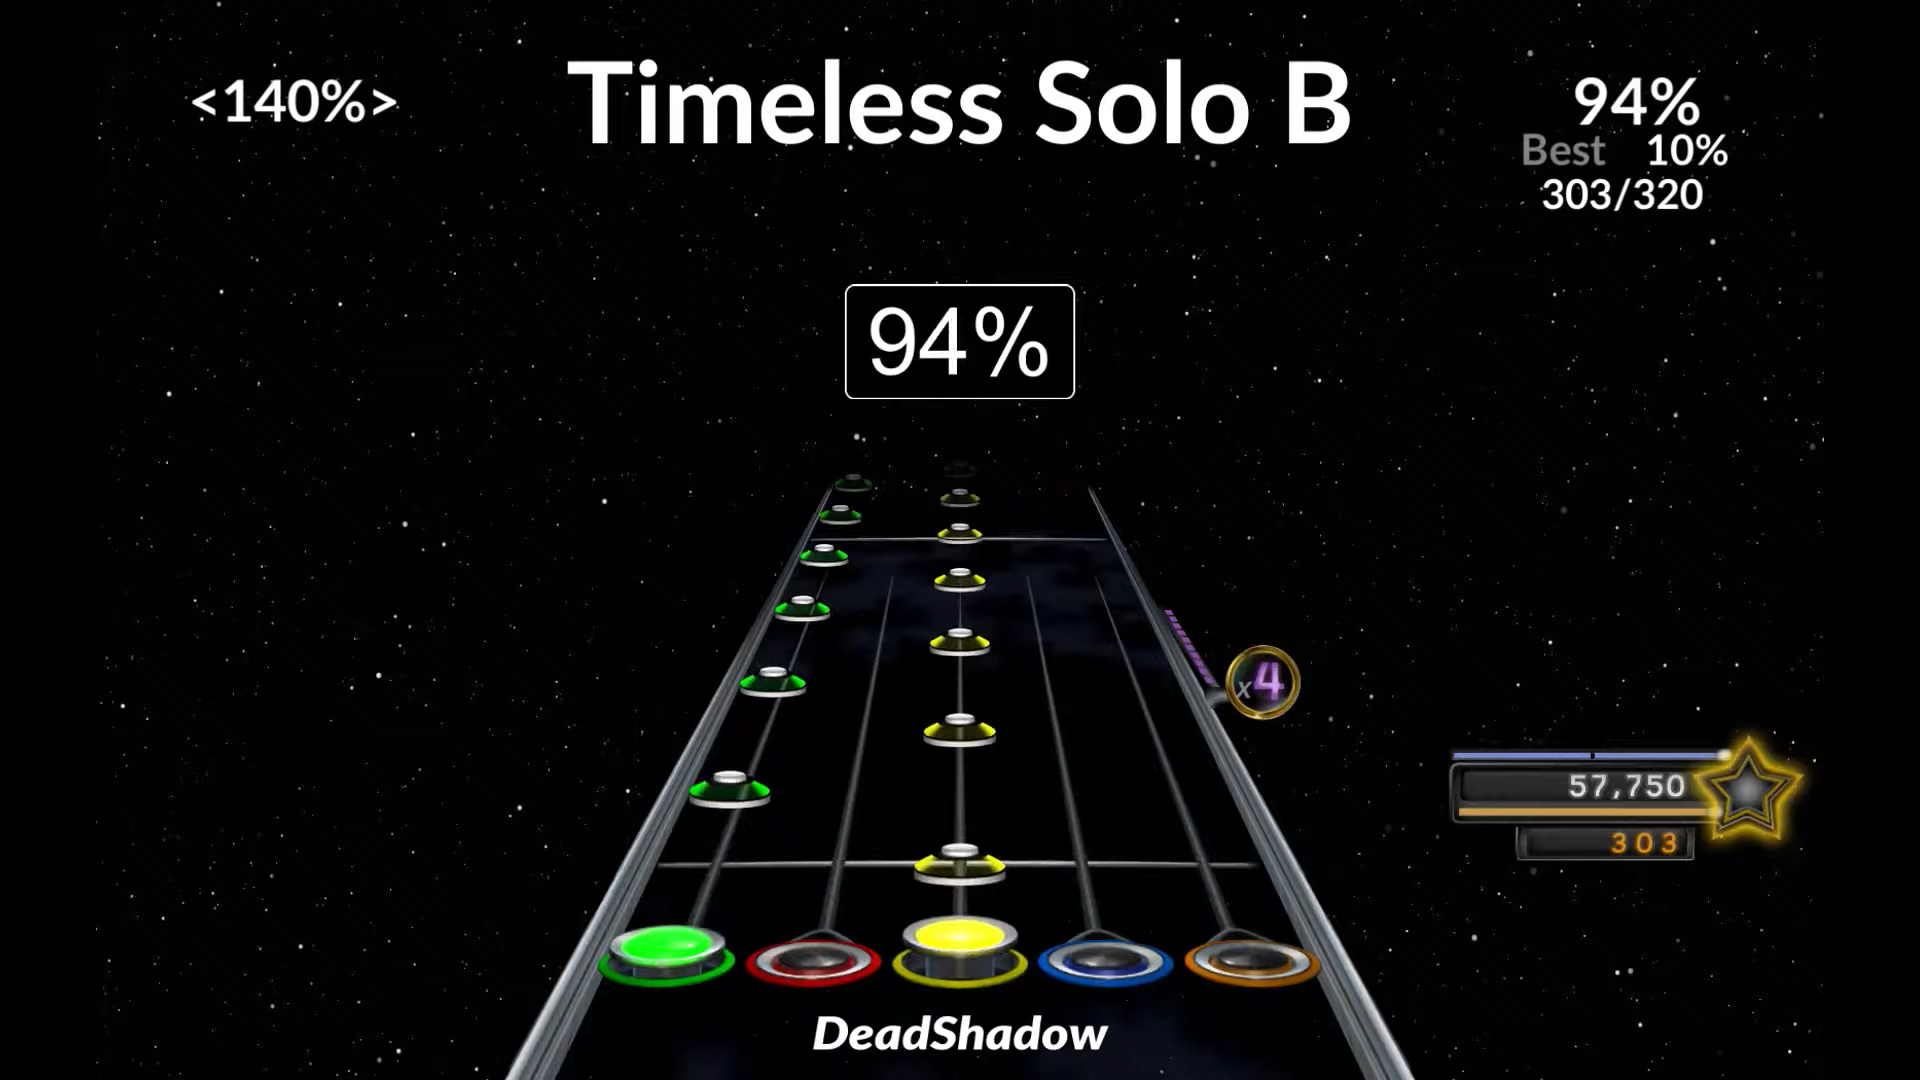 <140%>
Timeless Solo B
94%
Best 10%
303/320
94%
x4
57,750
303
DeadShadow